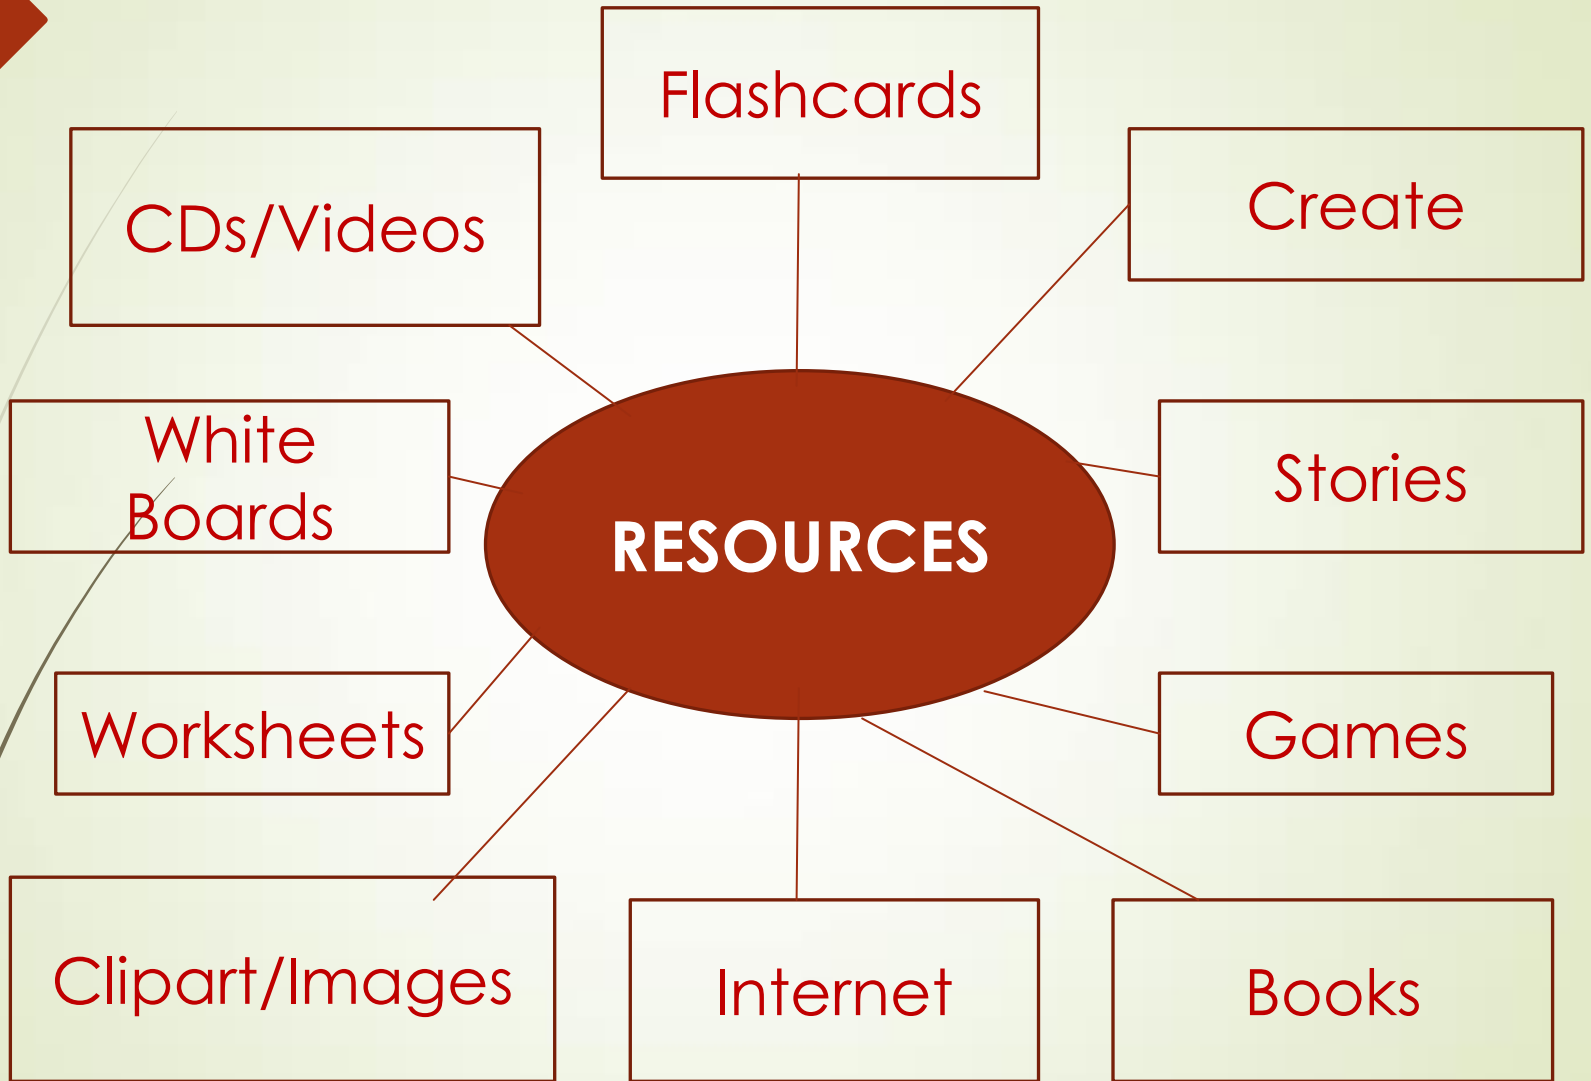 Flashcards
CDs/Videos
Create
White
Boards
Stories
RESOURCES
Worksheets
Games
Clipart/Images
Internet
Books